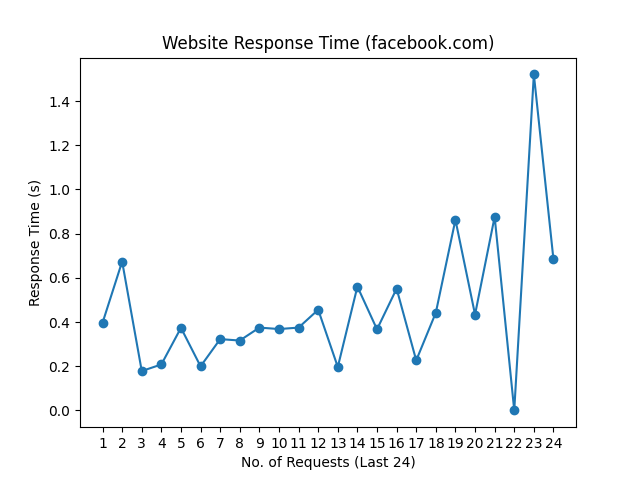 Website Response Time (facebook.com)
Response Time (s)
1.4
1.2
1.0
0.8
0.6
0.4
0.2
0.0
1 2 3 4 5 6 7 8 9 10 11 12 13 14 15 16 17 18 19 20 21 22 23 24
No. of Requests (Last 24)